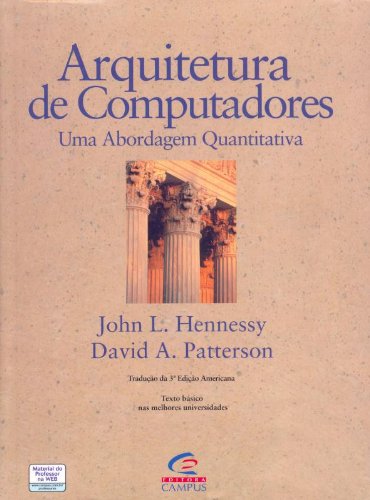 Arquitetura
de Computadores
Uma Abordagem Quantitativa
John L. Hennessy
David A. Patterson
Tradução da 3ª Edição Americana
Texto básico
nas melhores universidades
Material do
Professor
na WEB
EDITORA
CAMPUS